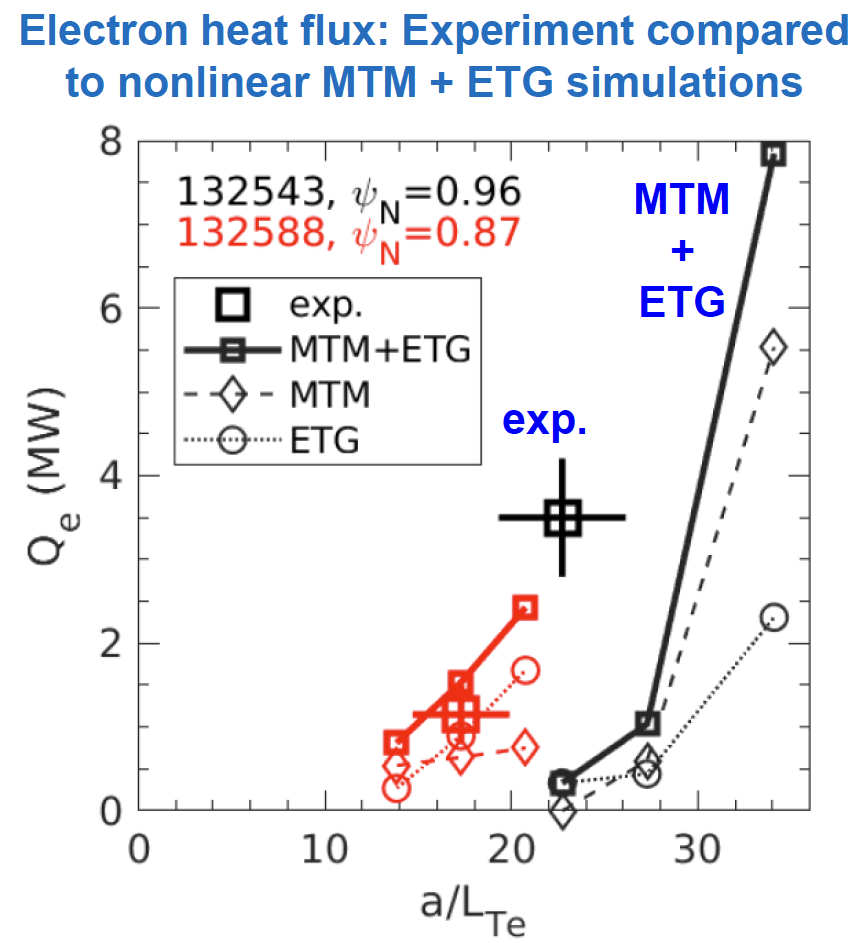 Electron heat flux: Experiment compared
to nonlinear MTM + ETG simulations
8
132543, ψN=0.96
132588, ψN=0.87
MTM
+
ETG
6
exp.
MTM+ETG
MTM
ETG
exp.
4
Qe (MW)
2
0
0 10 20 30
a/LTe